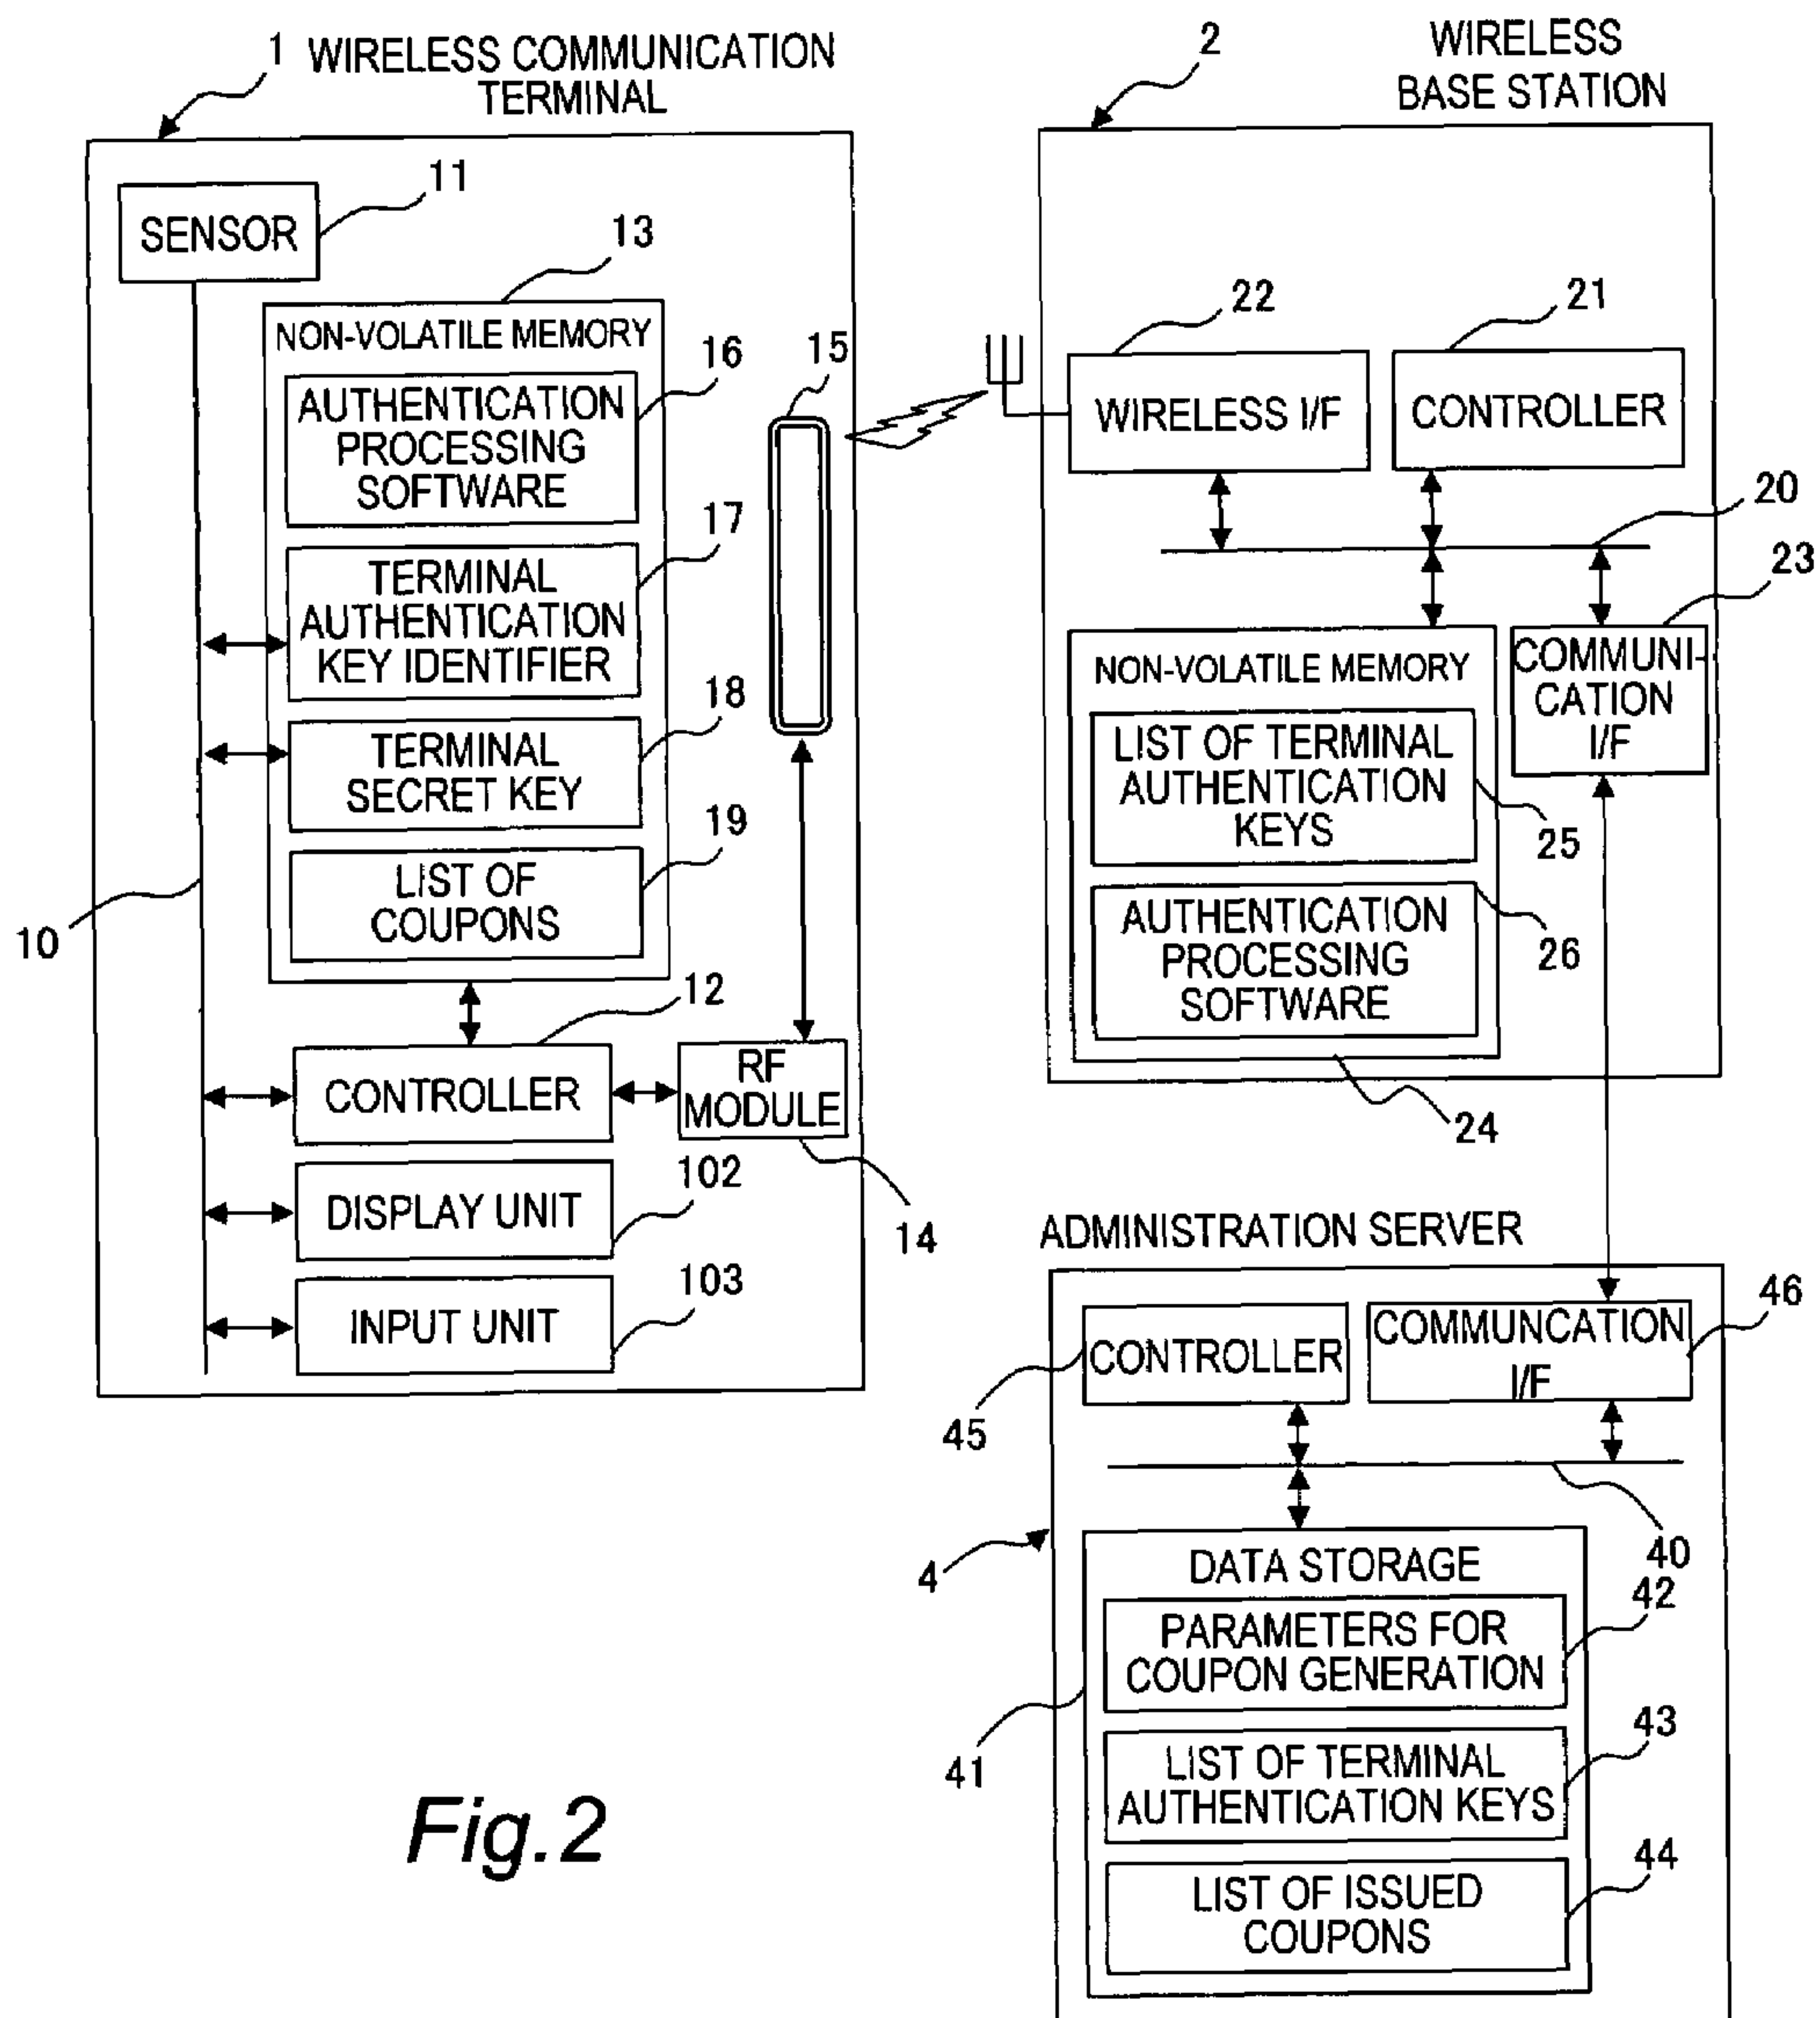 1 WIRELESS COMMUNICATION
TERMINAL
11
SENSOR
13
NON-VOLATILE MEMORY
16
AUTHENTICATION
PROCESSING
SOFTWARE
17
TERMINAL
AUTHENTICATION
KEY IDENTIFIER
18
TERMINAL
SECRET KEY
19
LIST OF
COUPONS
15
10
12
CONTROLLER
RF
MODULE
14
102
DISPLAY UNIT
103
INPUT UNIT
2
WIRELESS
BASE STATION
22
WIRELESS I/F
21
CONTROLLER
20
23
COMMUNI-
CATION
I/F
NON-VOLATILE MEMORY
LIST OF TERMINAL
AUTHENTICATION
KEYS
25
AUTHENTICATION
PROCESSING
SOFTWARE
26
24
ADMINISTRATION SERVER
CONTROLLER
45
COMMUNCATION
I/F
46
40
4
DATA STORAGE
42
PARAMETERS FOR
COUPON GENERATION
41
43
LIST OF TERMINAL
AUTHENTICATION KEYS
44
LIST OF ISSUED
COUPONS
Fig.2